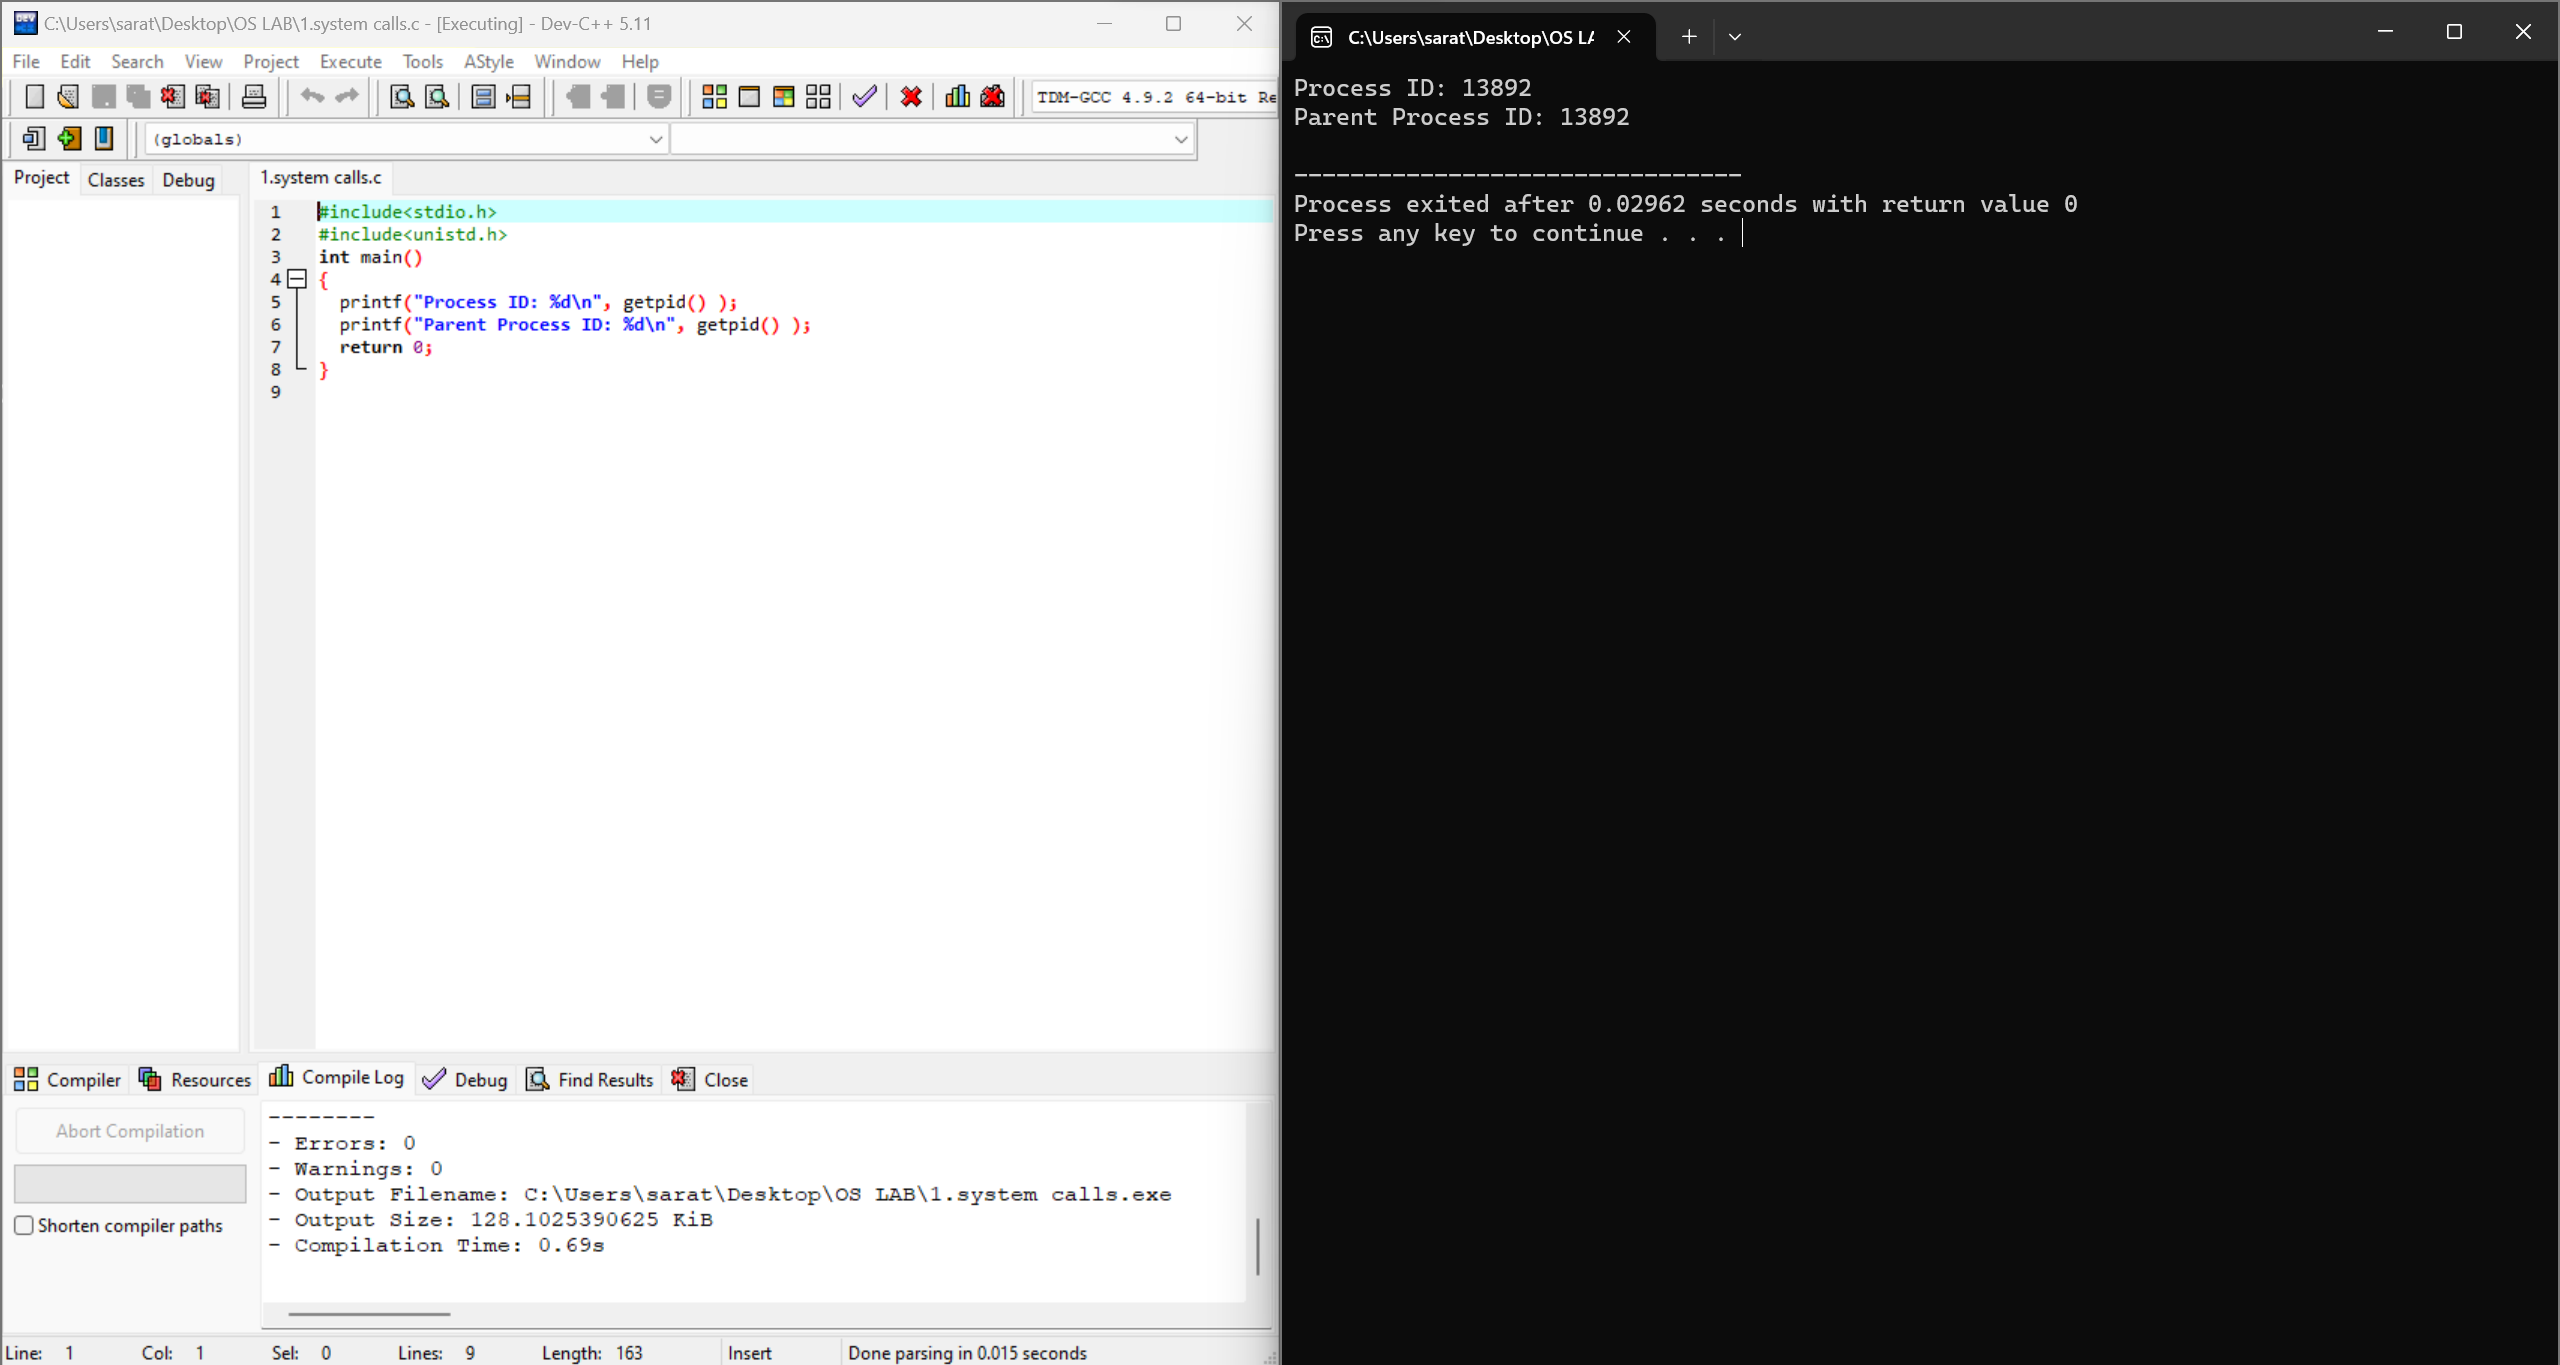 C:\Users\sarat\Desktop\OS LAB\1.system calls.c - [Executing] - Dev-C++ 5.11
File Edit Search View Project Execute Tools AStyle Window Help
TDM-GCC 4.9.2 64-bit Re
(globals)
Project Classes Debug
1.system calls.c
1 #include<stdio.h>
2 #include<unistd.h>
3 int main()
4 {
5 printf("Process ID: %d\n", getpid() );
6 printf("Parent Process ID: %d\n", getpid() );
7 return 0;
8 }
9
Compiler Resources Compile Log Debug Find Results Close
Abort Compilation
Shorten compiler paths
--------
- Errors: 0
- Warnings: 0
- Output Filename: C:\Users\sarat\Desktop\OS LAB\1.system calls.exe
- Output Size: 128.1025390625 KiB
- Compilation Time: 0.69s
Line: 1 Col: 1 Sel: 0 Lines: 9 Length: 163 Insert Done parsing in 0.015 seconds
C:\Users\sarat\Desktop\OS LA
Process ID: 13892
Parent Process ID: 13892
--------------------------------
Process exited after 0.02962 seconds with return value 0
Press any key to continue . . .